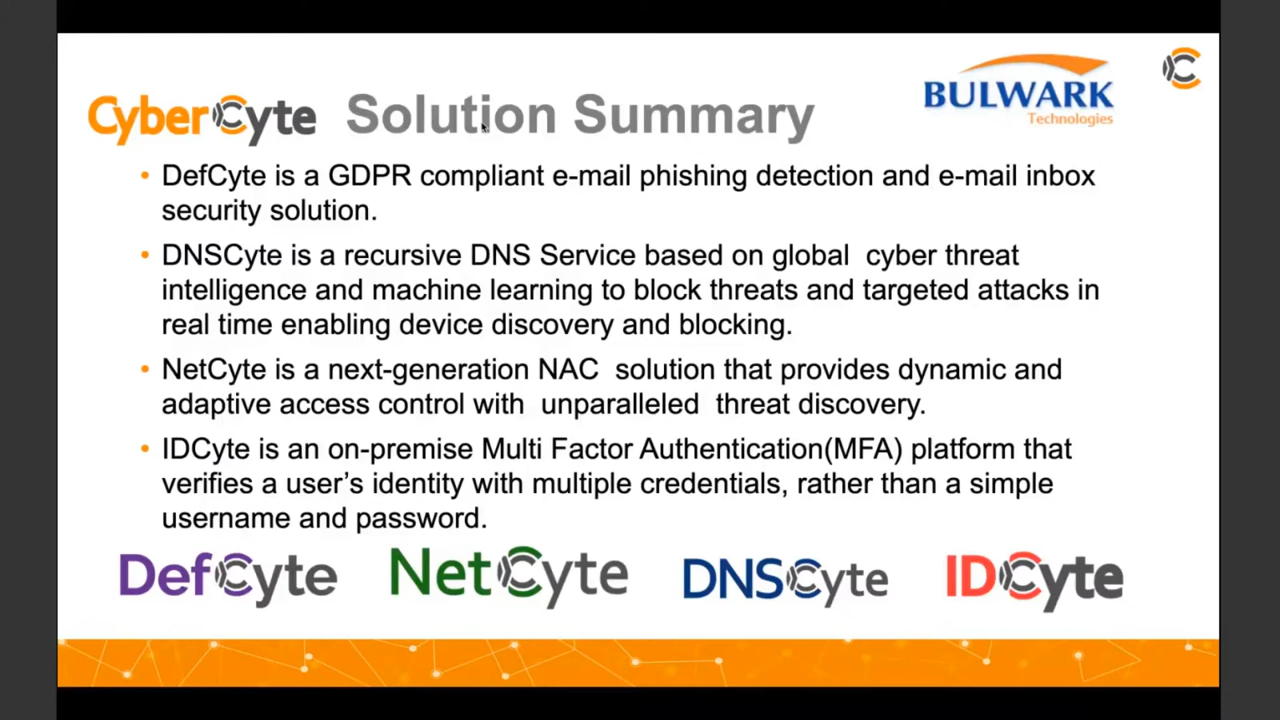 CyberCyte Solution Summary
BULWARK
Technologies
• DefCyte is a GDPR compliant e-mail phishing detection and e-mail inbox
security solution.
• DNSCyte is a recursive DNS Service based on global  cyber threat
intelligence and machine learning to block threats and targeted attacks in
real time enabling device discovery and blocking.
• NetCyte is a next-generation NAC  solution that provides dynamic and
adaptive access control with  unparalleled  threat discovery.
• IDCyte is an on-premise Multi Factor Authentication(MFA) platform that
verifies a user’s identity with multiple credentials, rather than a simple
username and password.
DefCyte NetCyte DNSCyte IDCyte